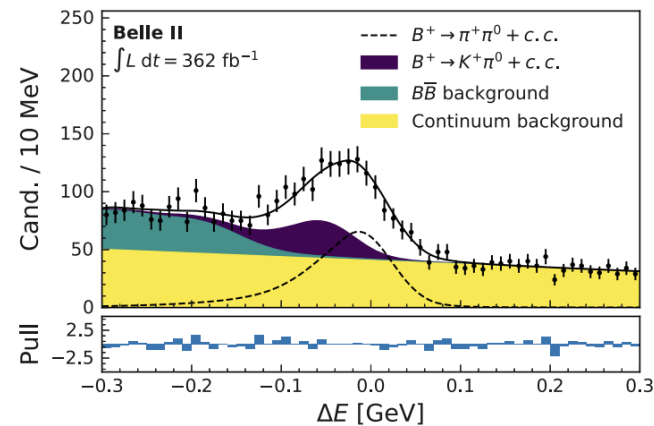 Belle II
∫L dt = 362 fb⁻¹
B⁺ → π⁺π⁰ + c.c.
B⁺ → K⁺π⁰ + c.c.
BB̅ background
Continuum background
Cand. / 10 MeV
250
200
150
100
50
0
Pull
2.5
−2.5
−0.3 −0.2 −0.1 0.0 0.1 0.2 0.3
ΔE [GeV]